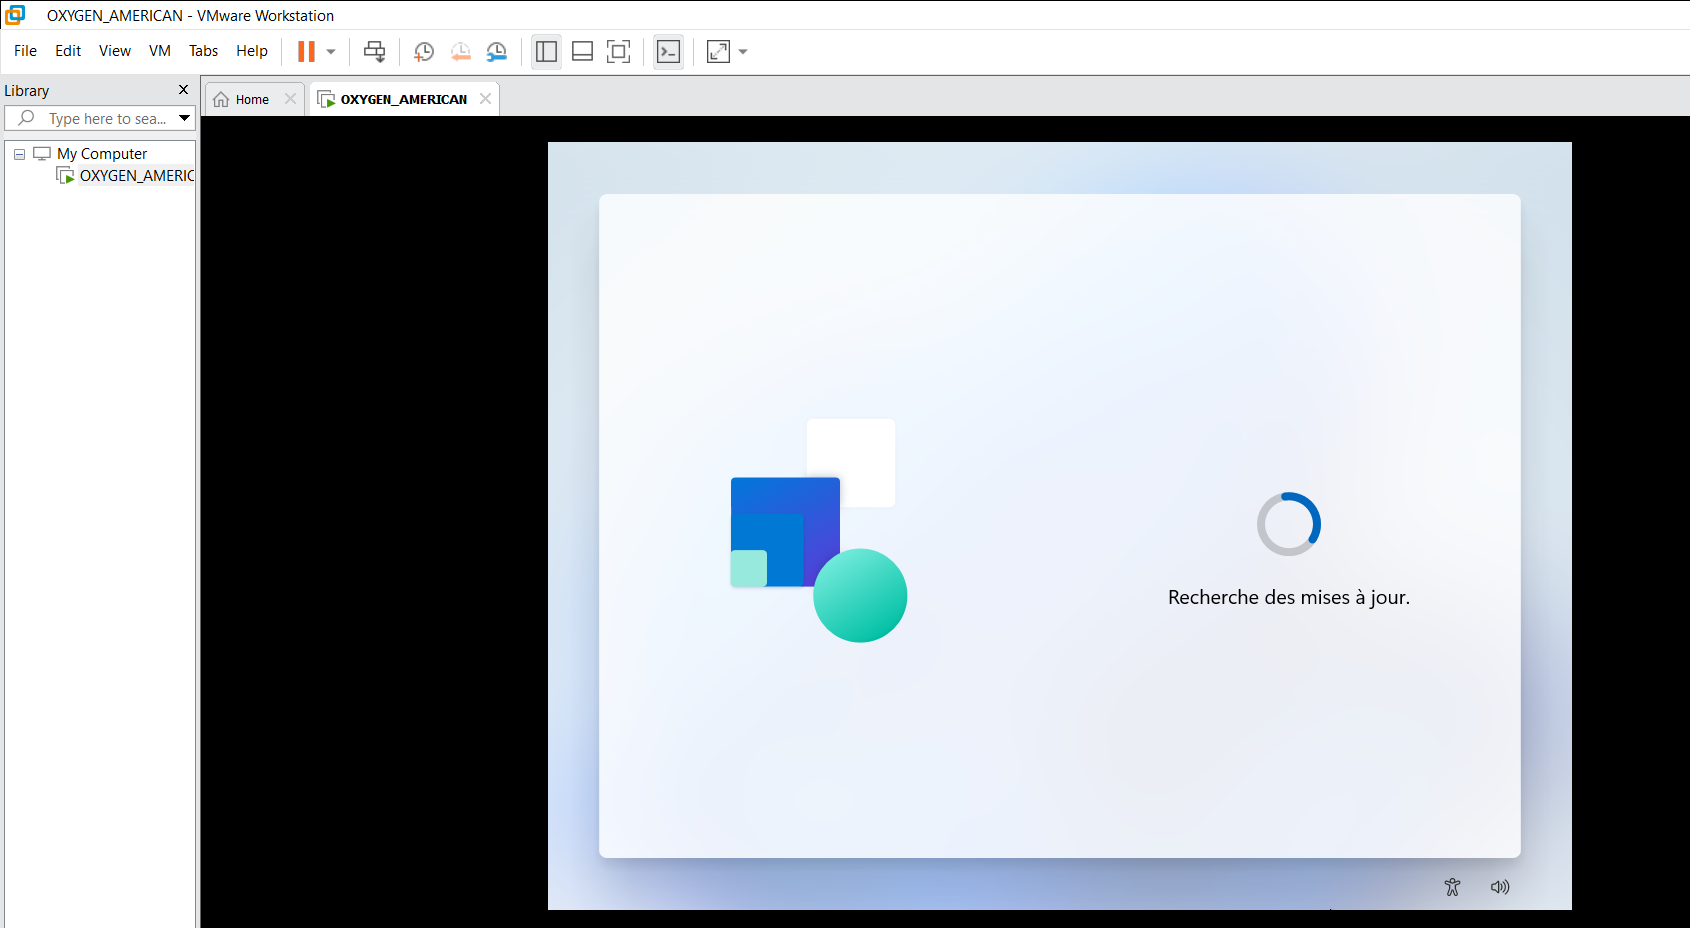 OXYGEN_AMERICAN - VMware Workstation
File Edit View VM Tabs Help
Library
Home
OXYGEN_AMERICAN
Type here to sea...
My Computer
OXYGEN_AMERIC
Recherche des mises à jour.